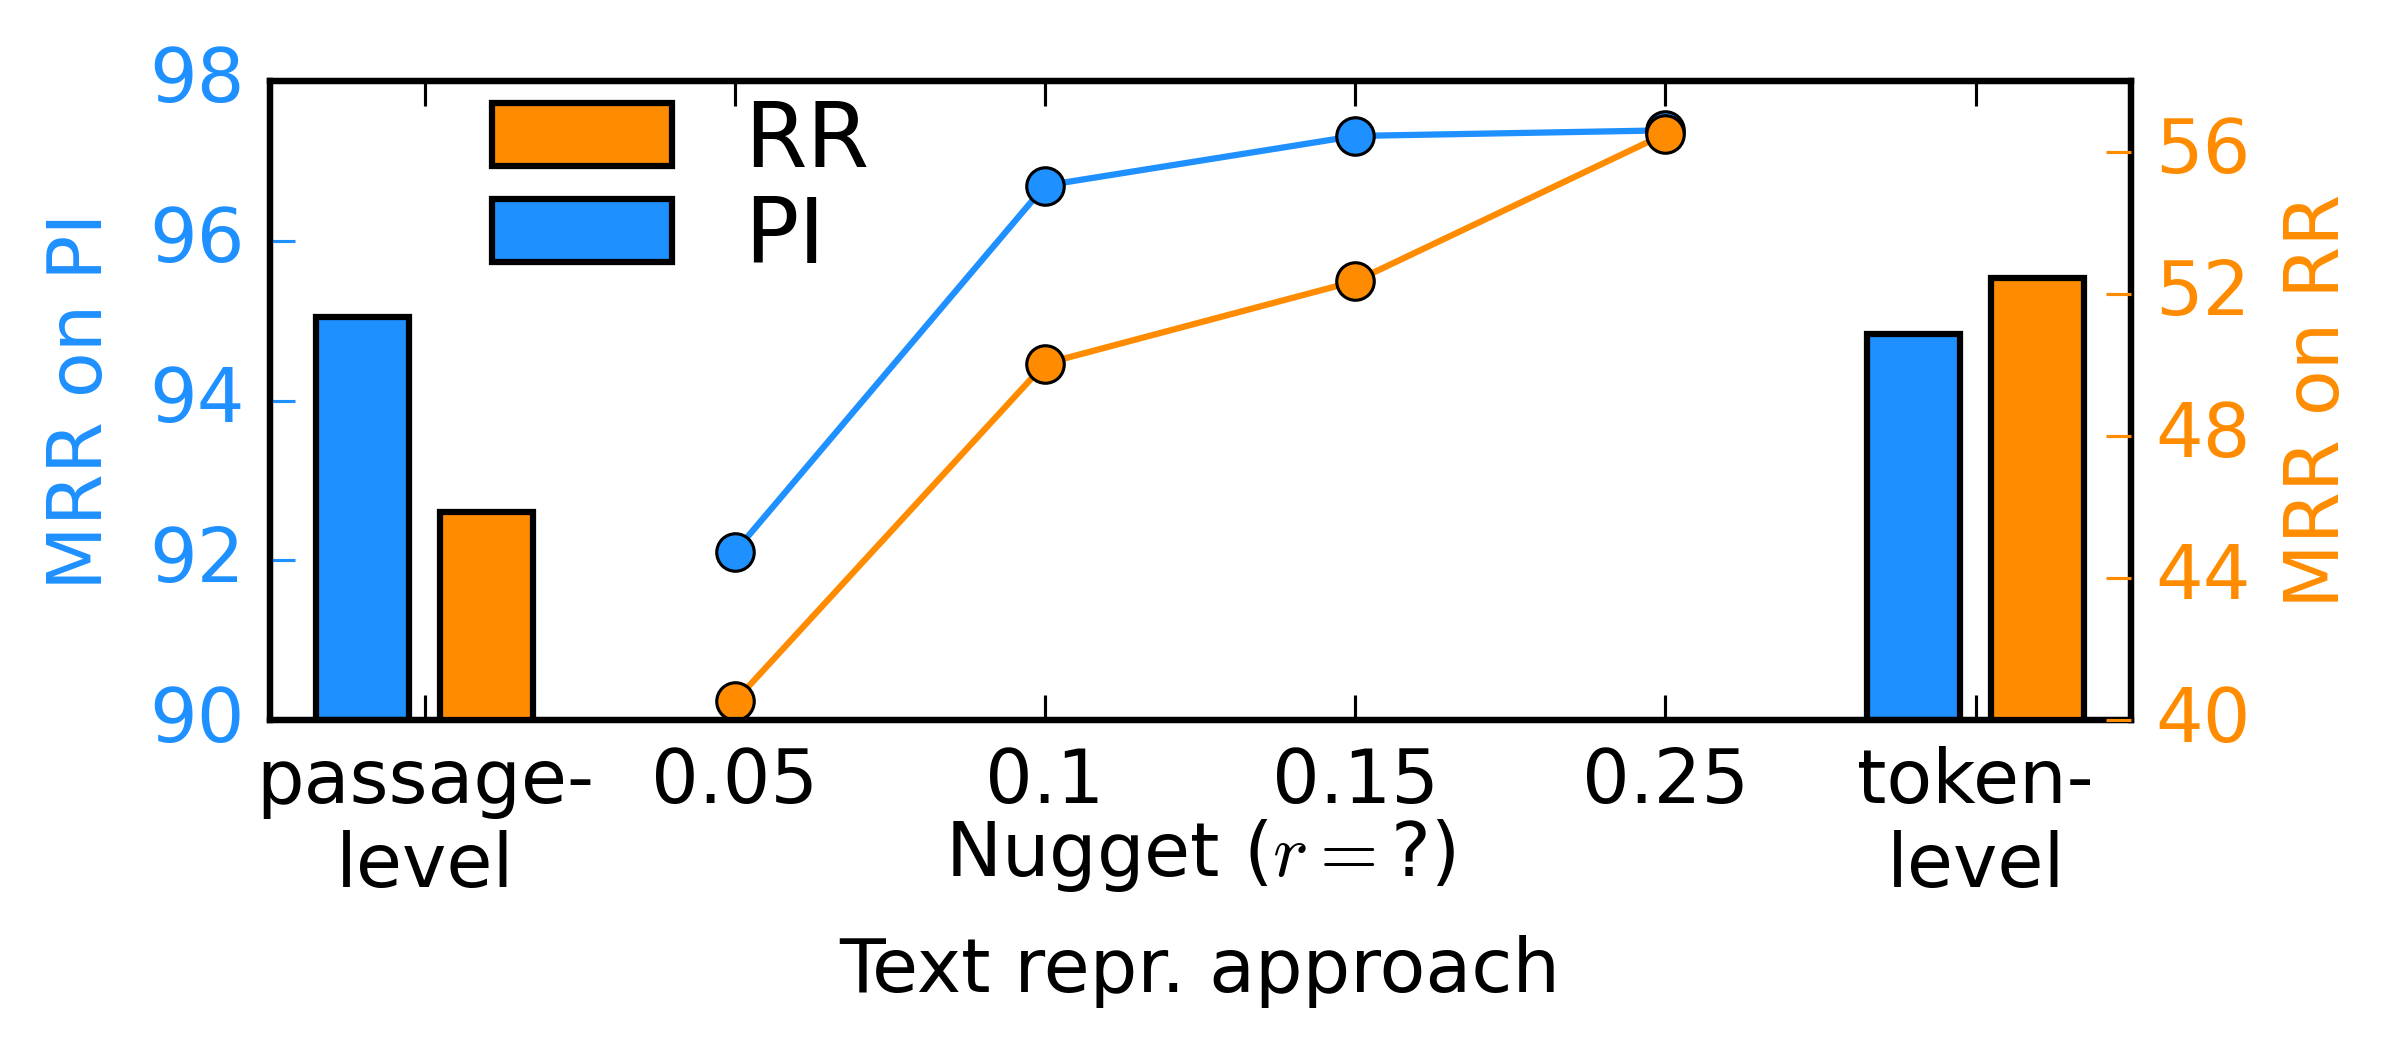 98
96
94
92
90
MRR on PI
RR
PI
56
52
48
44
40
MRR on RR
passage-
level
0.05
0.1
0.15
0.25
token-
level
Nugget (r = ?)
Text repr. approach